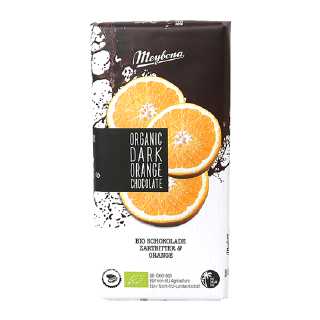 Meybona
ORGANIC
DARK
ORANGE
CHOCOLATE
BIO SCHOKOLADE
ZARTBITTER &
ORANGE